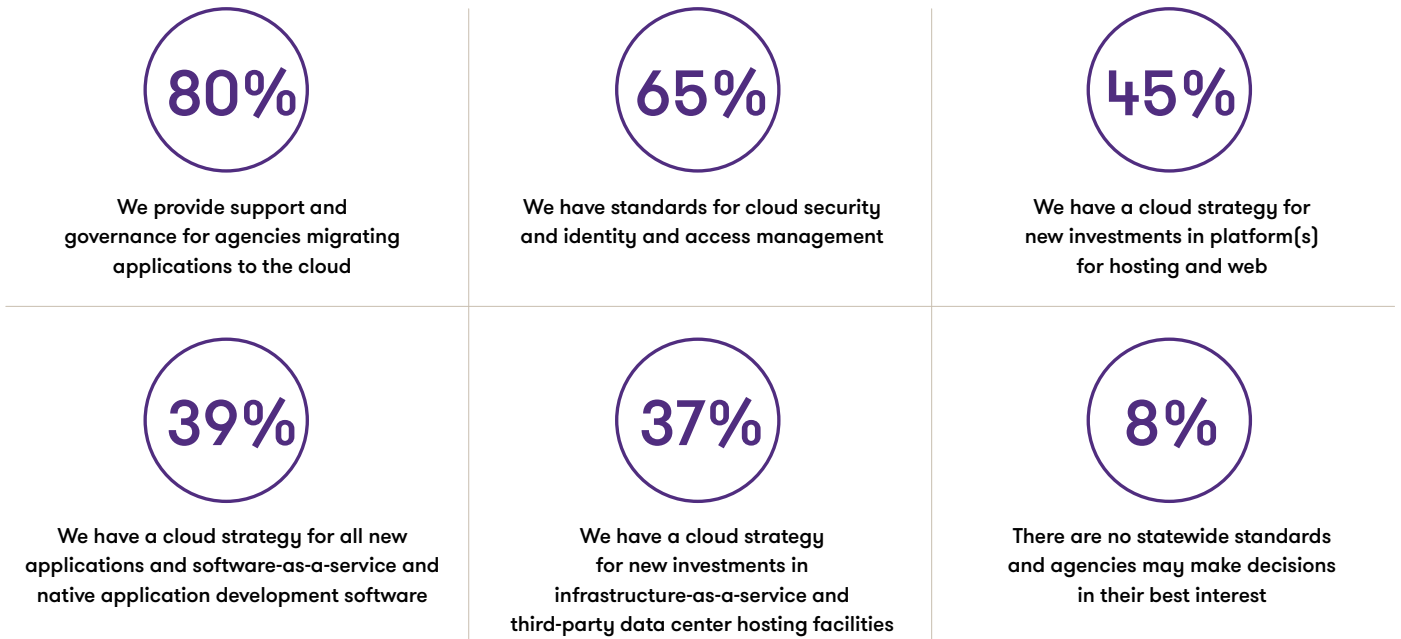 80%
We provide support and
governance for agencies migrating
applications to the cloud
65%
We have standards for cloud security
and identity and access management
45%
We have a cloud strategy for
new investments in platform(s)
for hosting and web
39%
We have a cloud strategy for all new
applications and software-as-a-service and
native application development software
37%
We have a cloud strategy
for new investments in
infrastructure-as-a-service and
third-party data center hosting facilities
8%
There are no statewide standards
and agencies may make decisions
in their best interest